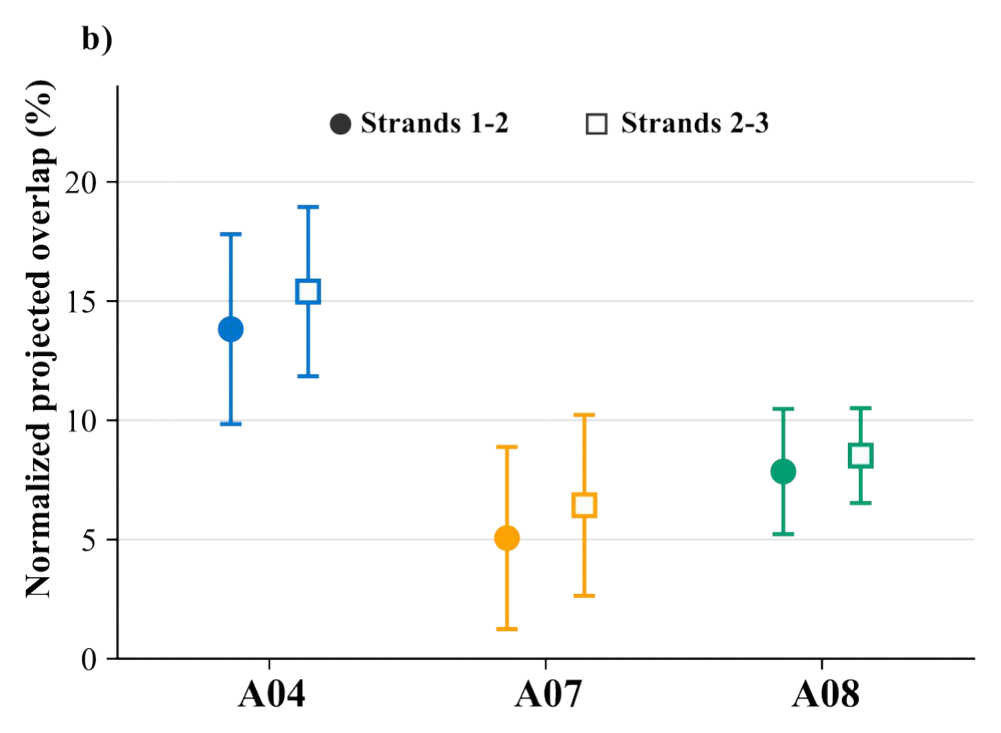 b)
Normalized projected overlap (%)
Strands 1-2 Strands 2-3
20
15
10
5
0
A04 A07 A08